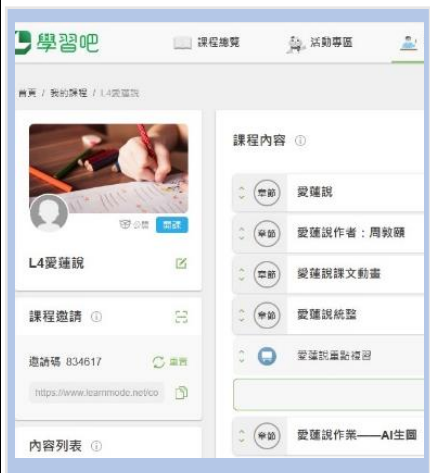 學習吧
課程總覽
活動專區
首頁 / 我的課程 / L4愛蓮說
公開
開課
L4愛蓮說
課程邀請
邀請碼 834617
重置
https://www.learnmode.net/co
內容列表
課程內容
章節 愛蓮說
章節 愛蓮說作者：周敦頤
章節 愛蓮說課文動畫
章節 愛蓮說統整
愛蓮說重點複習
章節 愛蓮說作業——AI生圖